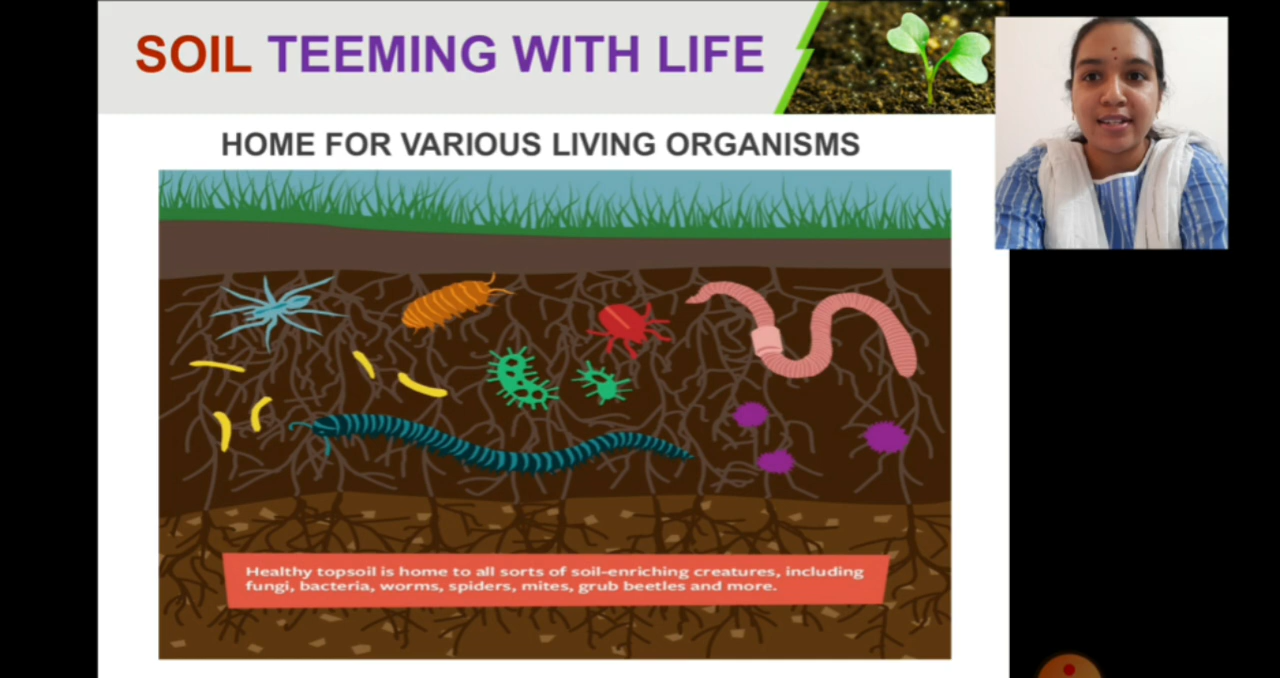 SOIL TEEMING WITH LIFE
HOME FOR VARIOUS LIVING ORGANISMS
Healthy topsoil is home to all sorts of soil-enriching creatures, including
fungi, bacteria, worms, spiders, mites, grub beetles and more.